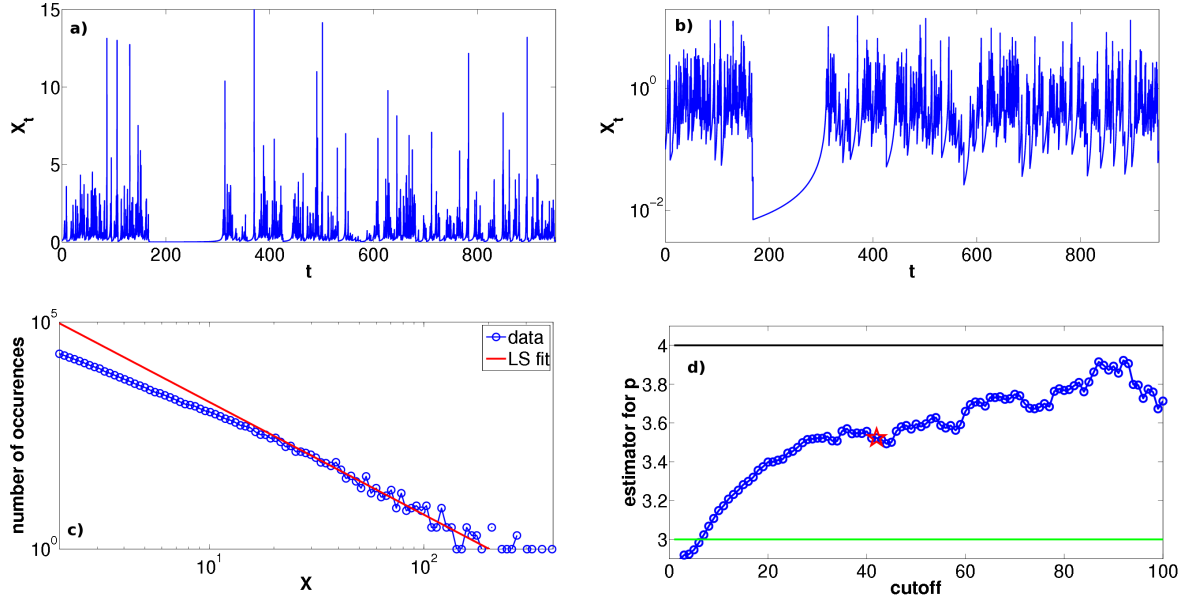 a)
15
10
5
0
X_t
0 200 400 600 800
t
b)
10^0
10^-2
X_t
0 200 400 600 800
t
10^5
10^0
number of occurences
data
LS fit
c)
10^1 10^2
X
4
3.8
3.6
3.4
3.2
3
estimator for p
d)
0 20 40 60 80 100
cutoff